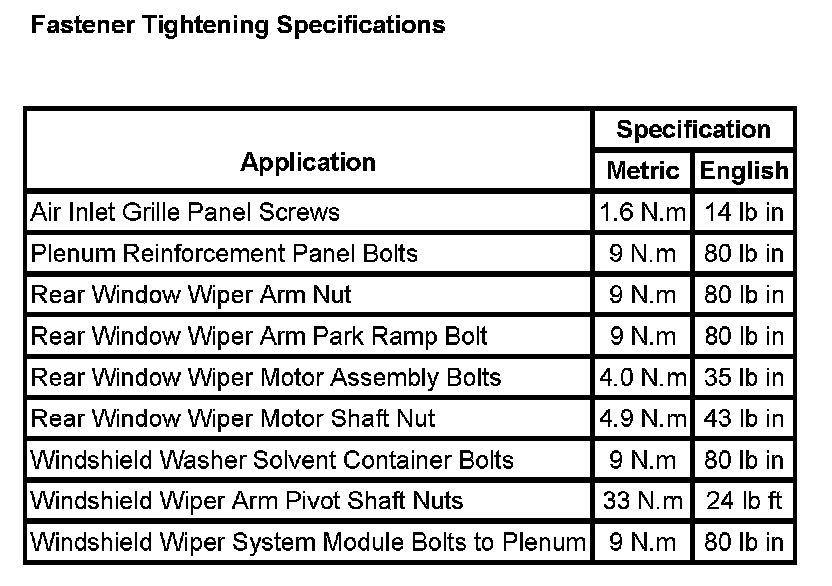 Fastener Tightening Specifications
Application
Specification
Metric English
Air Inlet Grille Panel Screws 1.6 N.m 14 lb in
Plenum Reinforcement Panel Bolts 9 N.m 80 lb in
Rear Window Wiper Arm Nut 9 N.m 80 lb in
Rear Window Wiper Arm Park Ramp Bolt 9 N.m 80 lb in
Rear Window Wiper Motor Assembly Bolts 4.0 N.m 35 lb in
Rear Window Wiper Motor Shaft Nut 4.9 N.m 43 lb in
Windshield Washer Solvent Container Bolts 9 N.m 80 lb in
Windshield Wiper Arm Pivot Shaft Nuts 33 N.m 24 lb ft
Windshield Wiper System Module Bolts to Plenum 9 N.m 80 lb in